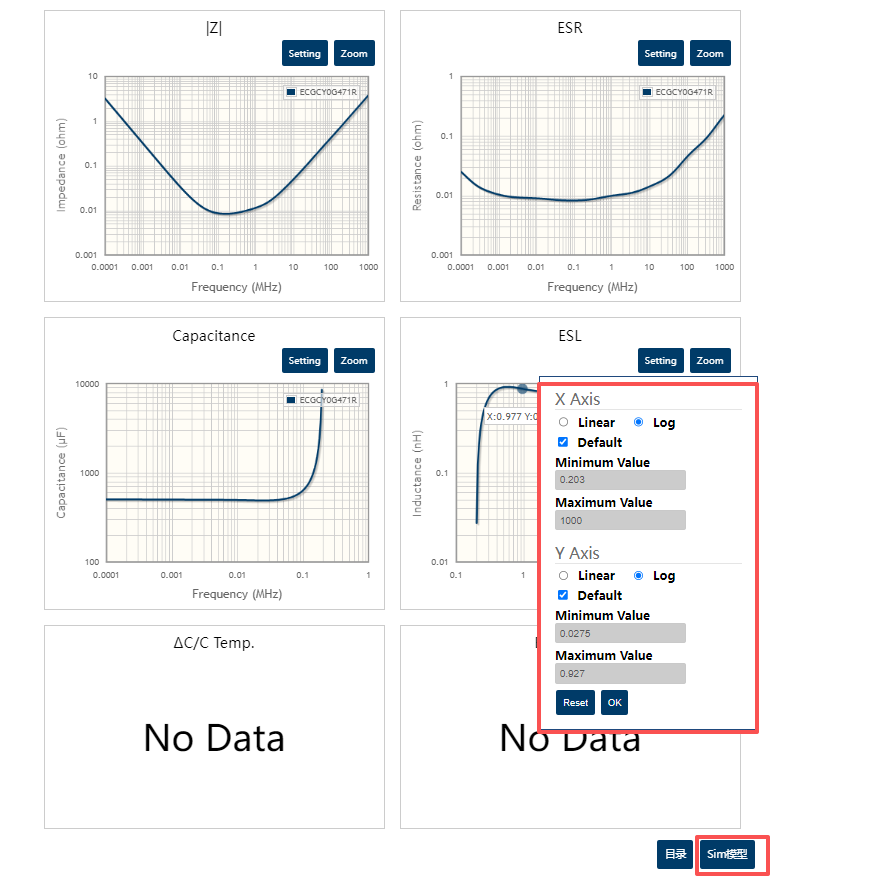 |Z|
Setting Zoom
ECGCY0G471R
10
1
0.1
0.01
0.001
Impedance (ohm)
0.0001 0.001 0.01 0.1 1 10 100 1000
Frequency (MHz)
ESR
Setting Zoom
ECGCY0G471R
1
0.1
0.01
0.001
Resistance (ohm)
0.0001 0.001 0.01 0.1 1 10 100 1000
Frequency (MHz)
Capacitance
Setting Zoom
ECGCY0G471R
10000
1000
100
Capacitance (μF)
0.0001 0.001 0.01 0.1 1
Frequency (MHz)
ESL
Setting Zoom
1
0.1
0.01
Inductance (nH)
X:0.977 Y:0
0.1 1
X Axis
Linear Log
Default
Minimum Value
0.203
Maximum Value
1000
Y Axis
Linear Log
Default
Minimum Value
0.0275
Maximum Value
0.927
Reset OK
ΔC/C Temp.
No Data
No Data
目录 Sim模型